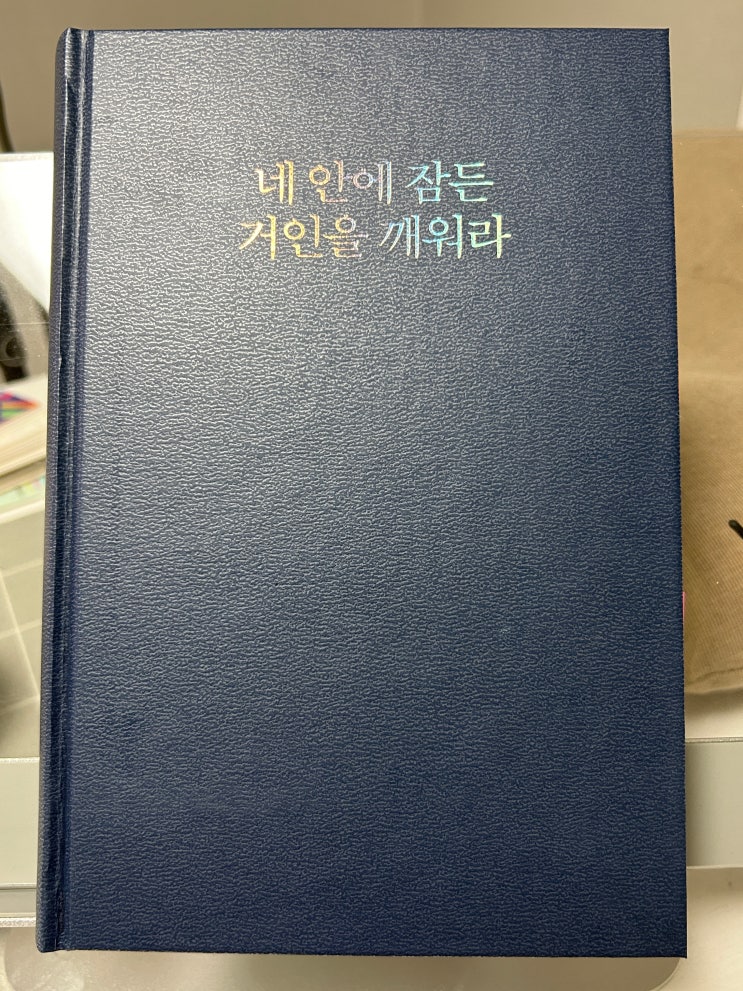 네 안에 잠든
거인을 깨워라